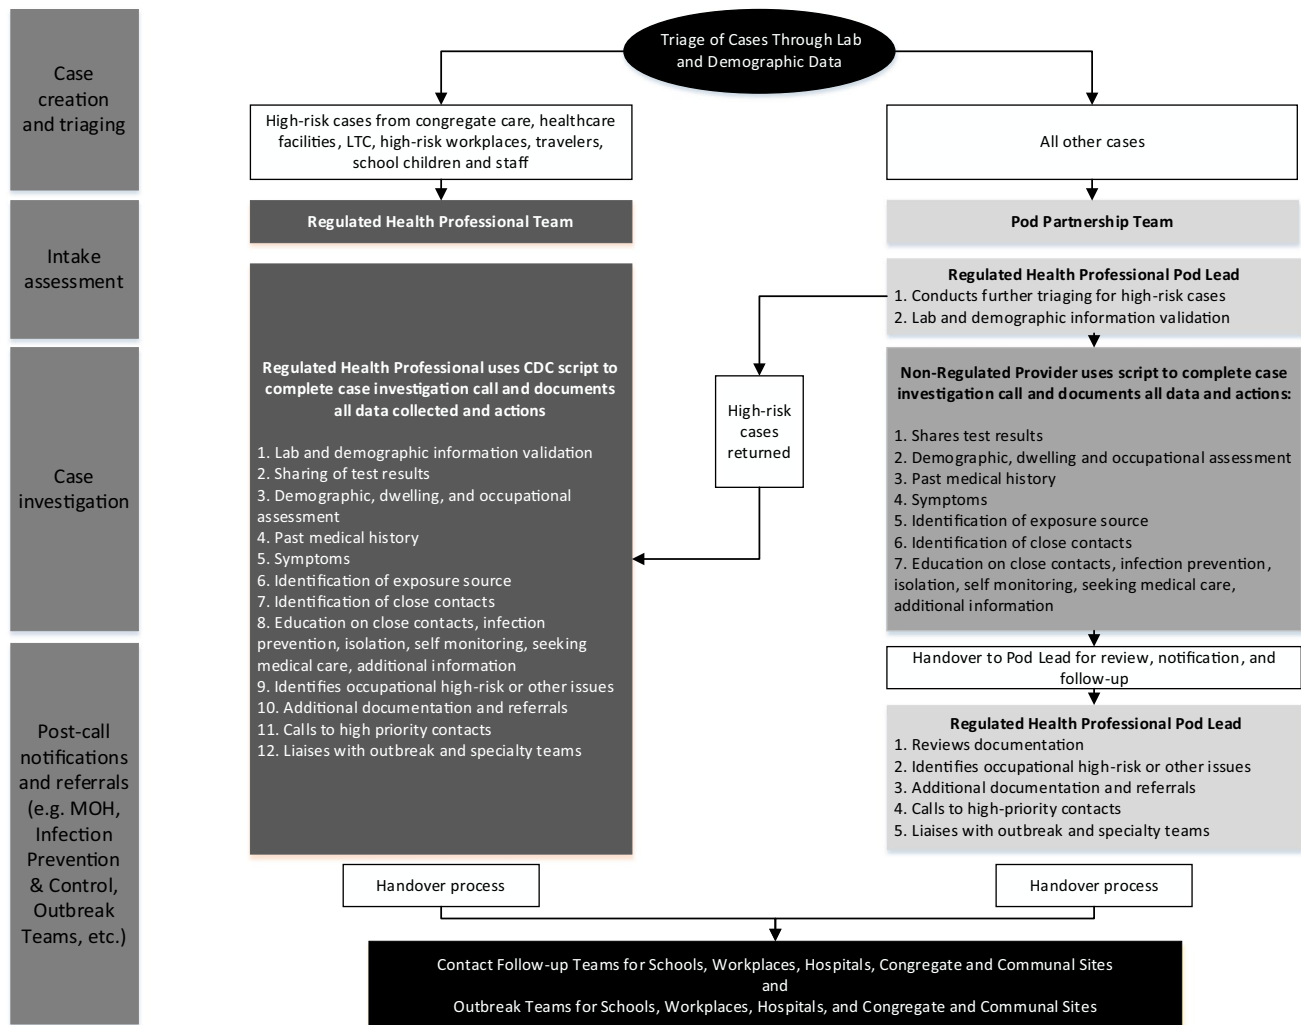 Triage of Cases Through Lab
and Demographic Data
Case
creation
and triaging
High-risk cases from congregate care, healthcare
facilities, LTC, high-risk workplaces, travelers,
school children and staff
All other cases
Intake
assessment
Regulated Health Professional Team
Pod Partnership Team
Regulated Health Professional Pod Lead
1. Conducts further triaging for high-risk cases
2. Lab and demographic information validation
Case
investigation
Regulated Health Professional uses CDC script to
complete case investigation call and documents
all data collected and actions
1. Lab and demographic information validation
2. Sharing of test results
3. Demographic, dwelling, and occupational
assessment
4. Past medical history
5. Symptoms
6. Identification of exposure source
7. Identification of close contacts
8. Education on close contacts, infection
prevention, isolation, self monitoring, seeking
medical care, additional information
9. Identifies occupational high-risk or other issues
10. Additional documentation and referrals
11. Calls to high priority contacts
12. Liaises with outbreak and specialty teams
High-risk
cases
returned
Non-Regulated Provider uses script to complete case
investigation call and documents all data and actions:
1. Shares test results
2. Demographic, dwelling and occupational assessment
3. Past medical history
4. Symptoms
5. Identification of exposure source
6. Identification of close contacts
7. Education on close contacts, infection prevention,
isolation, self monitoring, seeking medical care,
additional information
Handover to Pod Lead for review, notification, and
follow-up
Post-call
notifications
and referrals
(e.g. MOH,
Infection
Prevention
& Control,
Outbreak
Teams, etc.)
Regulated Health Professional Pod Lead
1. Reviews documentation
2. Identifies occupational high-risk or other issues
3. Additional documentation and referrals
4. Calls to high-priority contacts
5. Liaises with outbreak and specialty teams
Handover process
Handover process
Contact Follow-up Teams for Schools, Workplaces, Hospitals, Congregate and Communal Sites
and
Outbreak Teams for Schools, Workplaces, Hospitals, and Congregate and Communal Sites